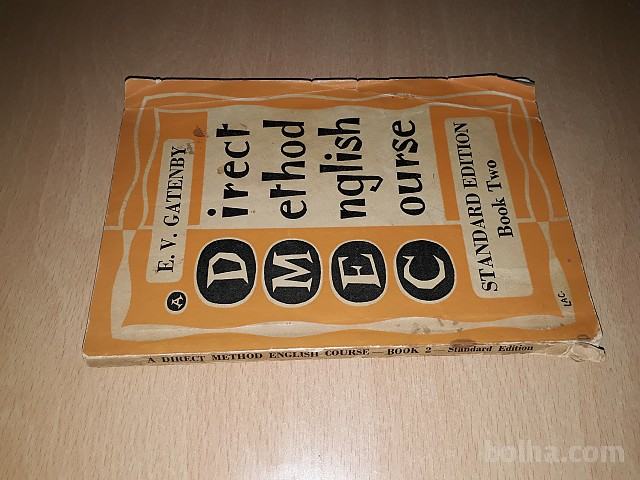 E. V. GATENBY
A
Direct
Method
English
Course
STANDARD EDITION
Book Two
LAC
A DIRECT METHOD ENGLISH COURSE — BOOK 2 — Standard Edition
bolha.com